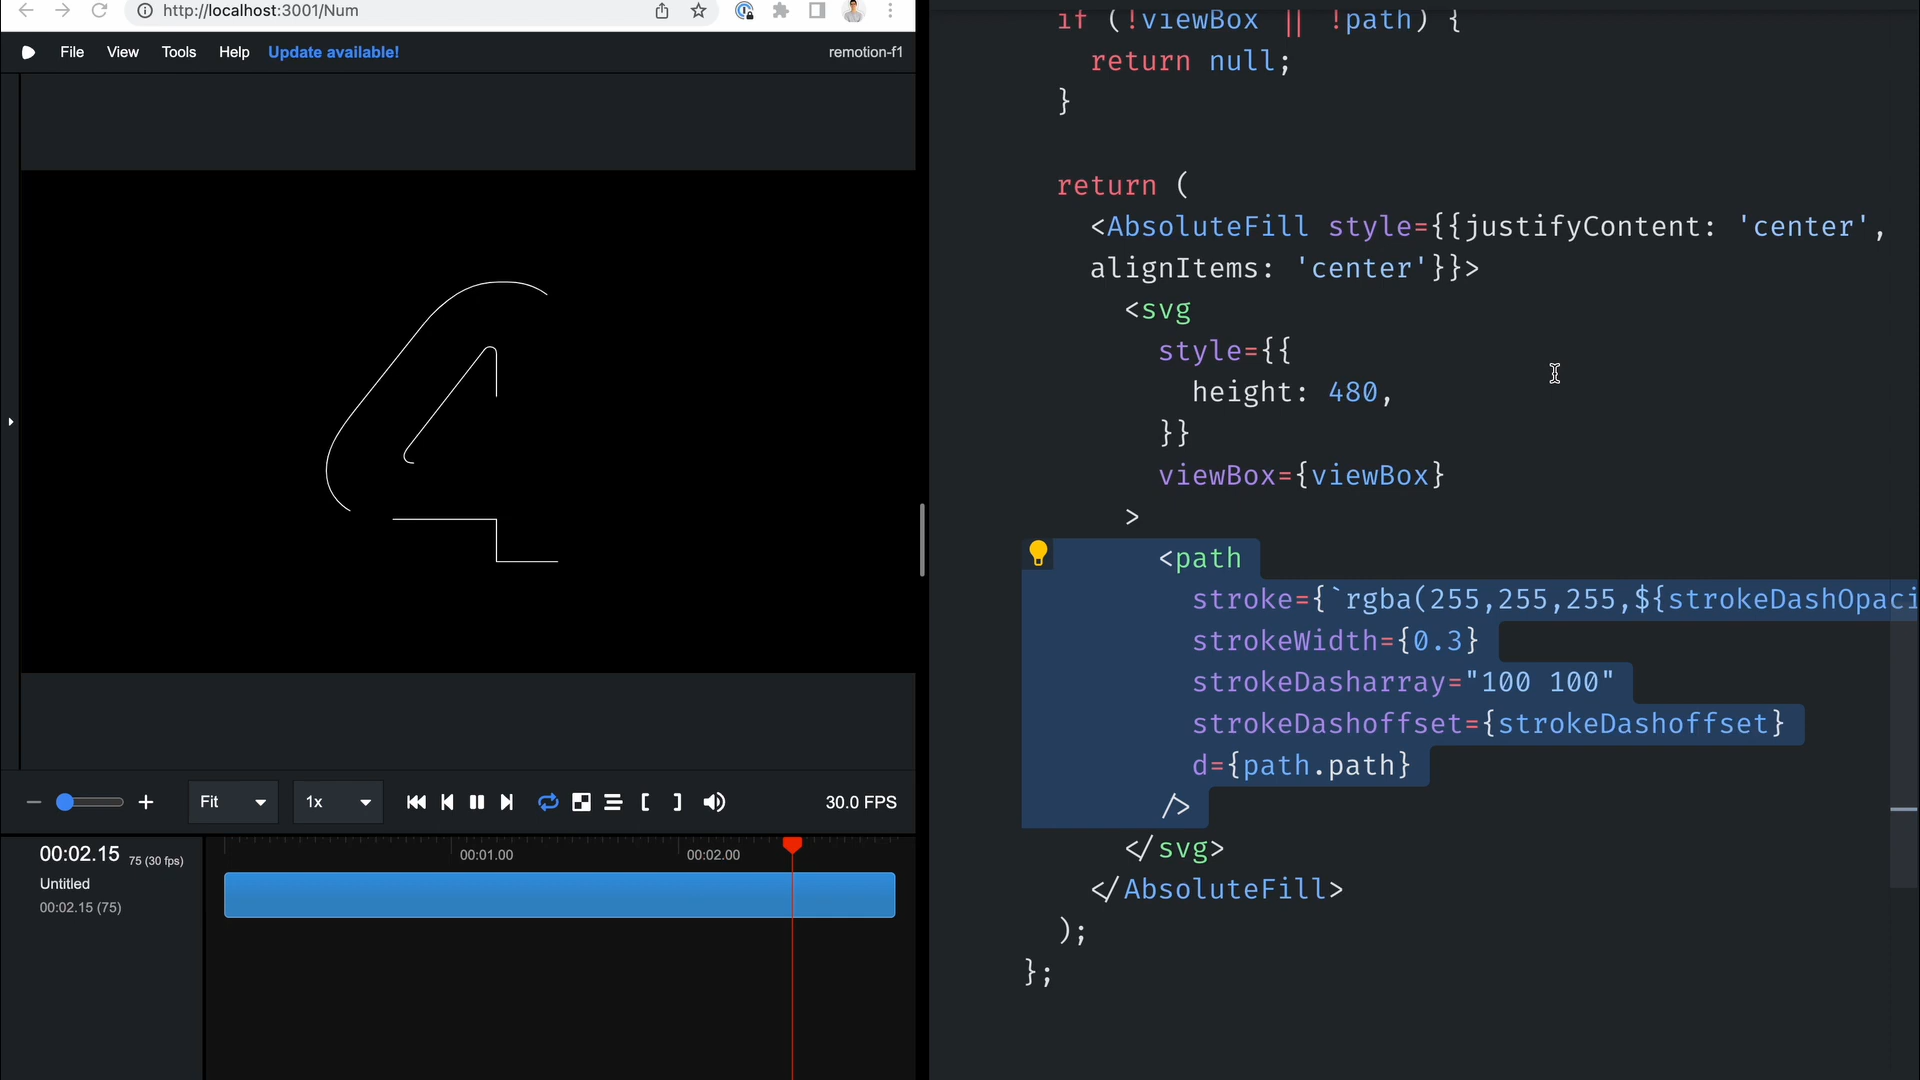 http://localhost:3001/Num
File View Tools Help Update available! remotion-f1
Fit 1x 30.0 FPS
00:02.15 75 (30 fps)
00:01.00 00:02.00
Untitled
00:02.15 (75)
if (!viewBox || !path) {
return null;
}
return (
<AbsoluteFill style={{justifyContent: 'center',
alignItems: 'center'}}>
<svg
style={{
height: 480,
}}
viewBox={viewBox}
>
<path
stroke={`rgba(255,255,255,${strokeDashOpaci
strokeWidth={0.3}
strokeDasharray="100 100"
strokeDashoffset={strokeDashoffset}
d={path.path}
/>
</svg>
</AbsoluteFill>
);
};